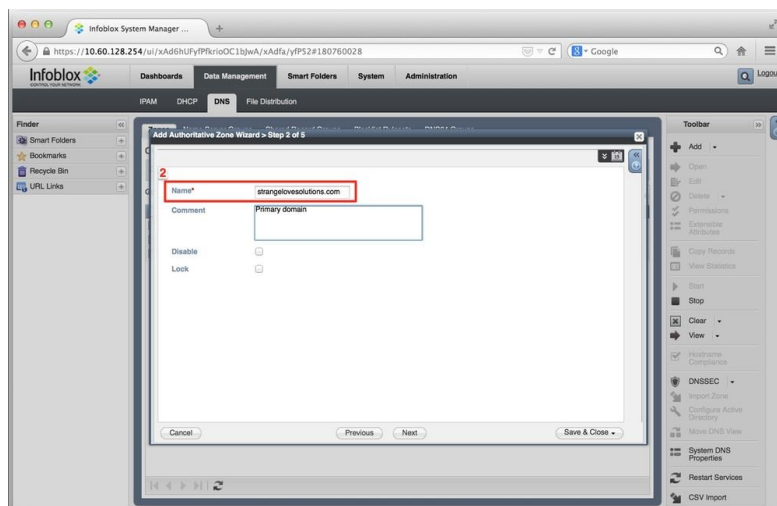 Infoblox System Manager ...
https://10.60.128.254/ui/xAd6hUFyfPfkrioOC1bJwA/xAdfa/yfPS2#180760028
Google
Infoblox
CONTROL YOUR NETWORK
Dashboards Data Management Smart Folders System Administration
Logou
IPAM DHCP DNS File Distribution
Finder
Smart Folders
Bookmarks
Recycle Bin
URL Links
Add Authoritative Zone Wizard > Step 2 of 5
2
Name* strangelovesolutions.com
Comment Primary domain
Disable
Lock
Cancel Previous Next Save & Close
Toolbar
Add
Open
Edit
Delete
Permissions
Extensible Attributes
Copy Records
View Statistics
Start
Stop
Clear
View
Hostname Compliance
DNSSEC
Import Zone
Configure Active Directory
Move DNS View
System DNS Properties
Restart Services
CSV Import